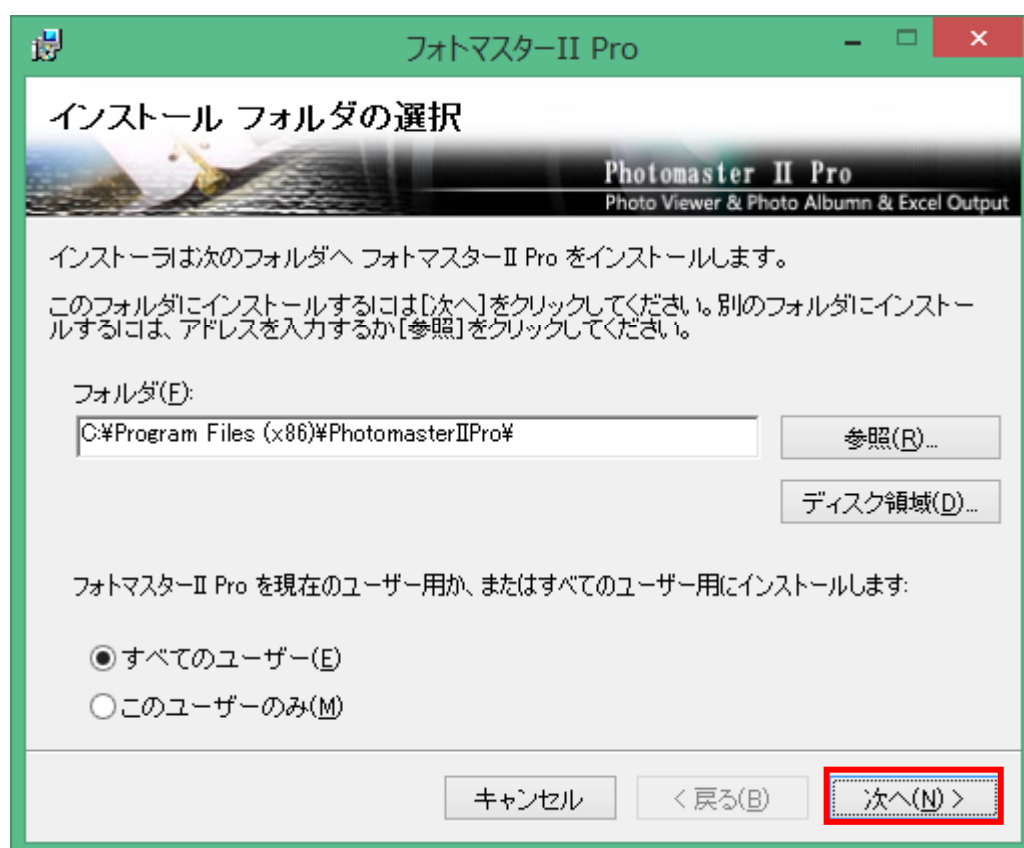 フォトマスターII Pro
インストール フォルダの選択
Photomaster II Pro
Photo Viewer & Photo Albumn & Excel Output
インストーラは次のフォルダへ フォトマスターII Pro をインストールします。
このフォルダにインストールするには[次へ]をクリックしてください。別のフォルダにインストー
ルするには、アドレスを入力するか[参照]をクリックしてください。
フォルダ(F):
C:¥Program Files (x86)¥PhotomasterIIPro¥
参照(R)...
ディスク領域(D)...
フォトマスターII Pro を現在のユーザー用か、またはすべてのユーザー用にインストールします:
すべてのユーザー(E)
このユーザーのみ(M)
キャンセル
< 戻る(B)
次へ(N) >